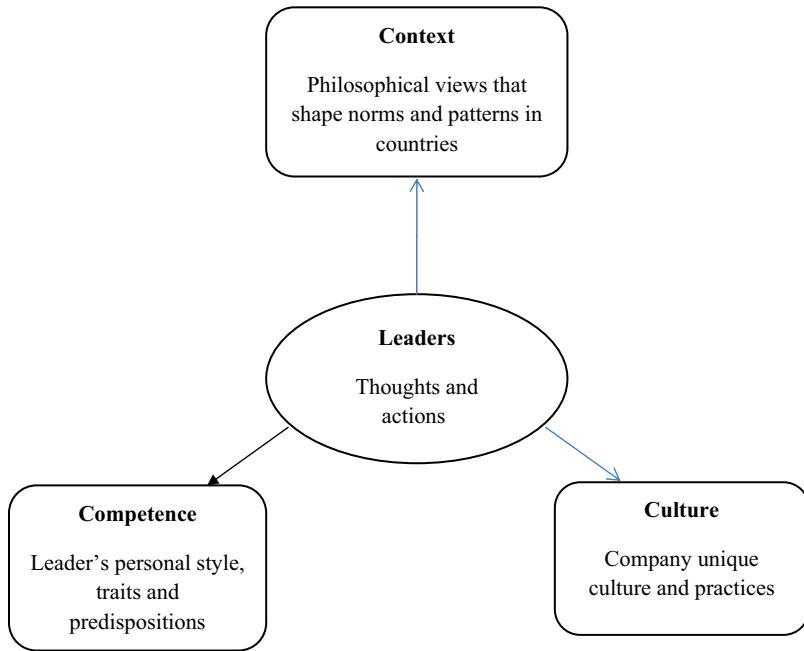 Context
Philosophical views that
shape norms and patterns in
countries
Leaders
Thoughts and
actions
Competence
Leader’s personal style,
traits and
predispositions
Culture
Company unique
culture and practices